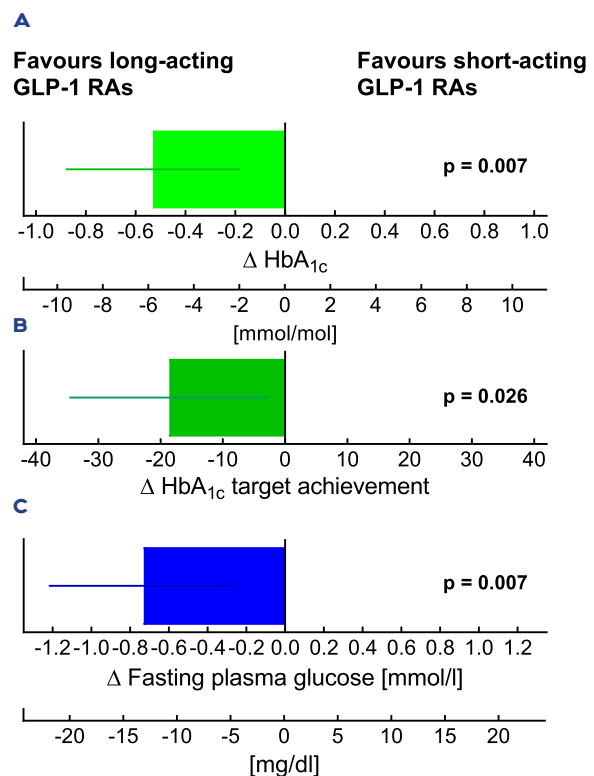 A
Favours long-acting
GLP-1 RAs
Favours short-acting
GLP-1 RAs
p = 0.007
-1.0 -0.8 -0.6 -0.4 -0.2 0.0 0.2 0.4 0.6 0.8 1.0
Δ HbA1c
-10 -8 -6 -4 -2 0 2 4 6 8 10
[mmol/mol]
B
p = 0.026
-40 -30 -20 -10 0 10 20 30 40
Δ HbA1c target achievement
C
p = 0.007
-1.2 -1.0 -0.8 -0.6 -0.4 -0.2 0.0 0.2 0.4 0.6 0.8 1.0 1.2
Δ Fasting plasma glucose [mmol/l]
-20 -15 -10 -5 0 5 10 15 20
[mg/dl]